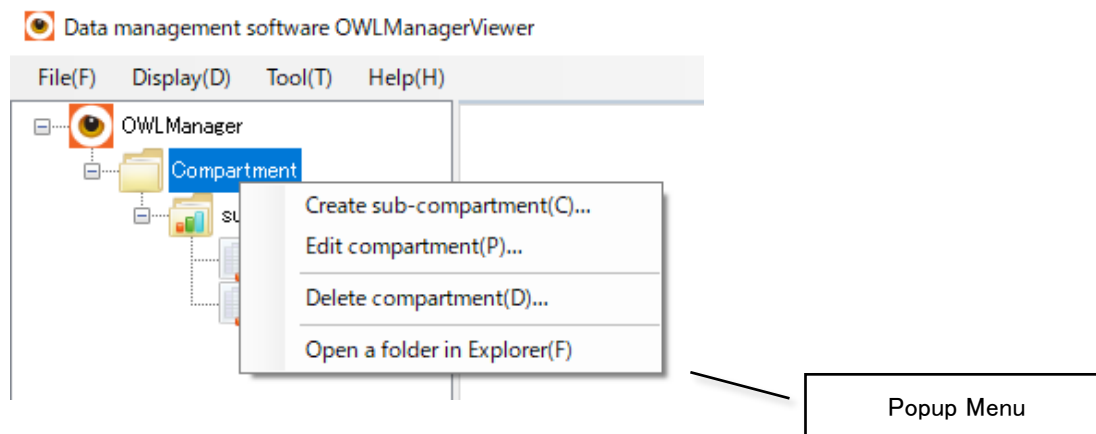 Data management software OWLManagerViewer
File(F) Display(D) Tool(T) Help(H)
OWLManager
Compartment
Create sub-compartment(C)...
Edit compartment(P)...
Delete compartment(D)...
Open a folder in Explorer(F)
Popup Menu